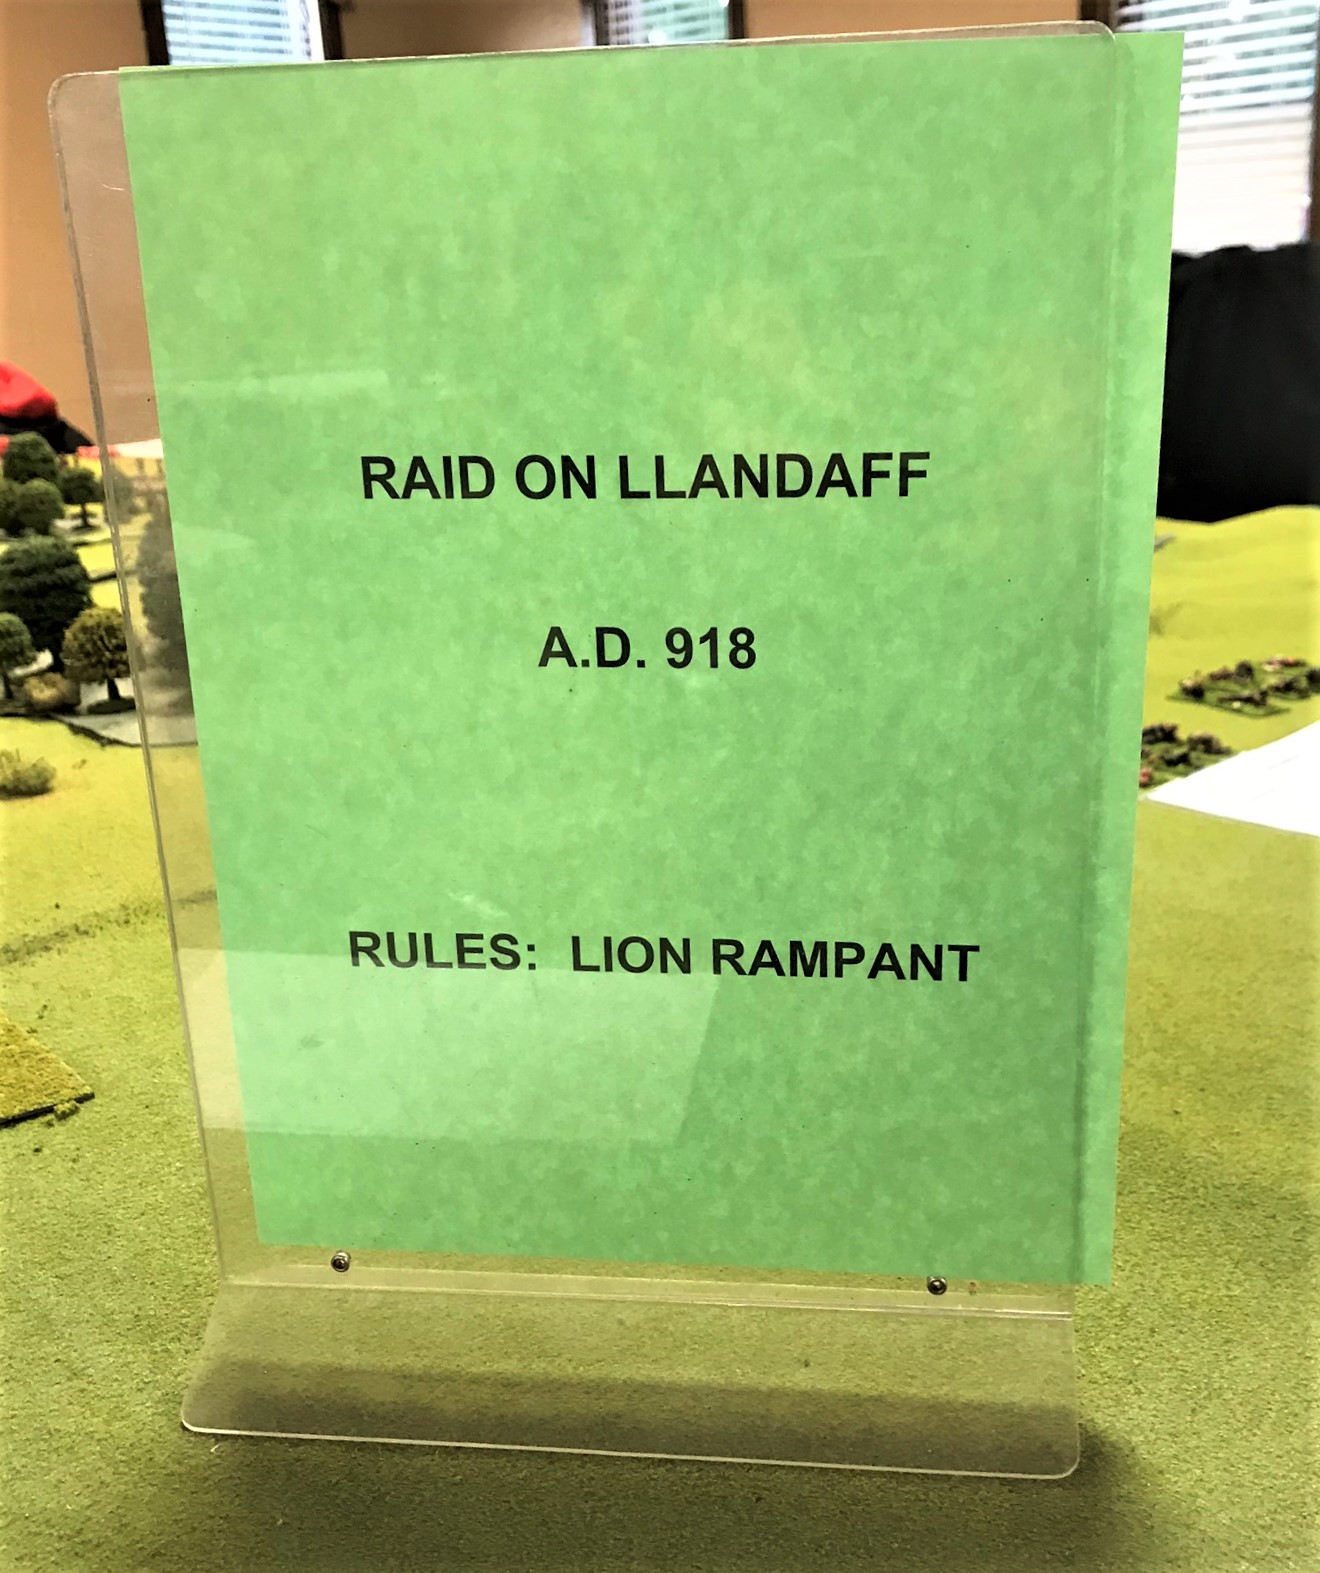 RAID ON LLANDAFF
A.D. 918
RULES: LION RAMPANT